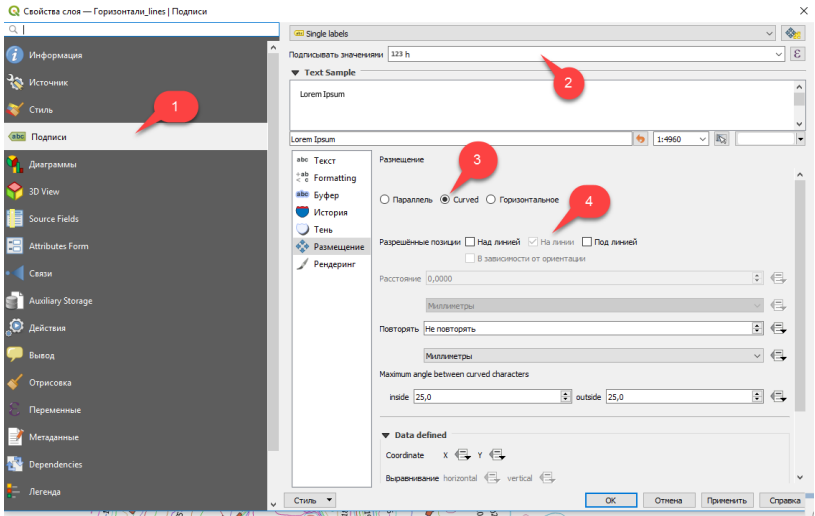 Свойства слоя — Горизонтали_lines | Подписи
Информация
Источник
Стиль
Подписи
Диаграммы
3D View
Source Fields
Attributes Form
Связи
Auxiliary Storage
Действия
Вывод
Отрисовка
Переменные
Метаданные
Dependencies
Легенда
1
abc Single labels
Подписывать значениями 123 h ε
2
Text Sample
Lorem Ipsum
Lorem Ipsum 1:4960
abc Текст
Formatting
abc Буфер
История
Тень
Размещение
Рендеринг
Размещение
3
Параллель Curved Горизонтальное
4
Разрешённые позиции Над линией На линии Под линией
В зависимости от ориентации
Расстояние 0,0000
Миллиметры
Повторять Не повторять
Миллиметры
Maximum angle between curved characters
inside 25,0 outside 25,0
Data defined
Coordinate X Y
Выравнивание horizontal vertical
Стиль OK Отмена Применить Справка